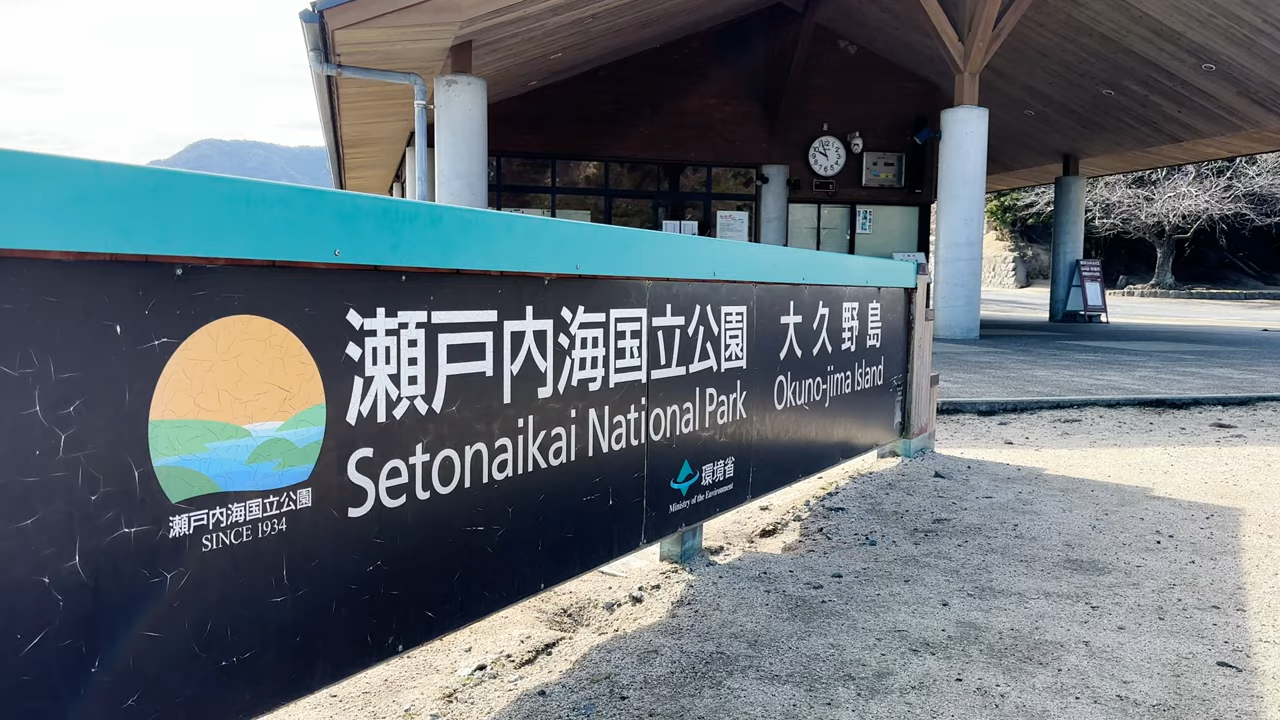 瀬戸内海国立公園
Setonaikai National Park
大久野島
Okuno-jima Island
瀬戸内海国立公園
SINCE 1934
環境省
Ministry of the Environment